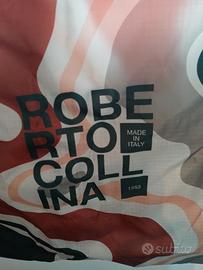 ROBE
RTO
MADE
IN
ITALY
COLL
INA
1953
subito